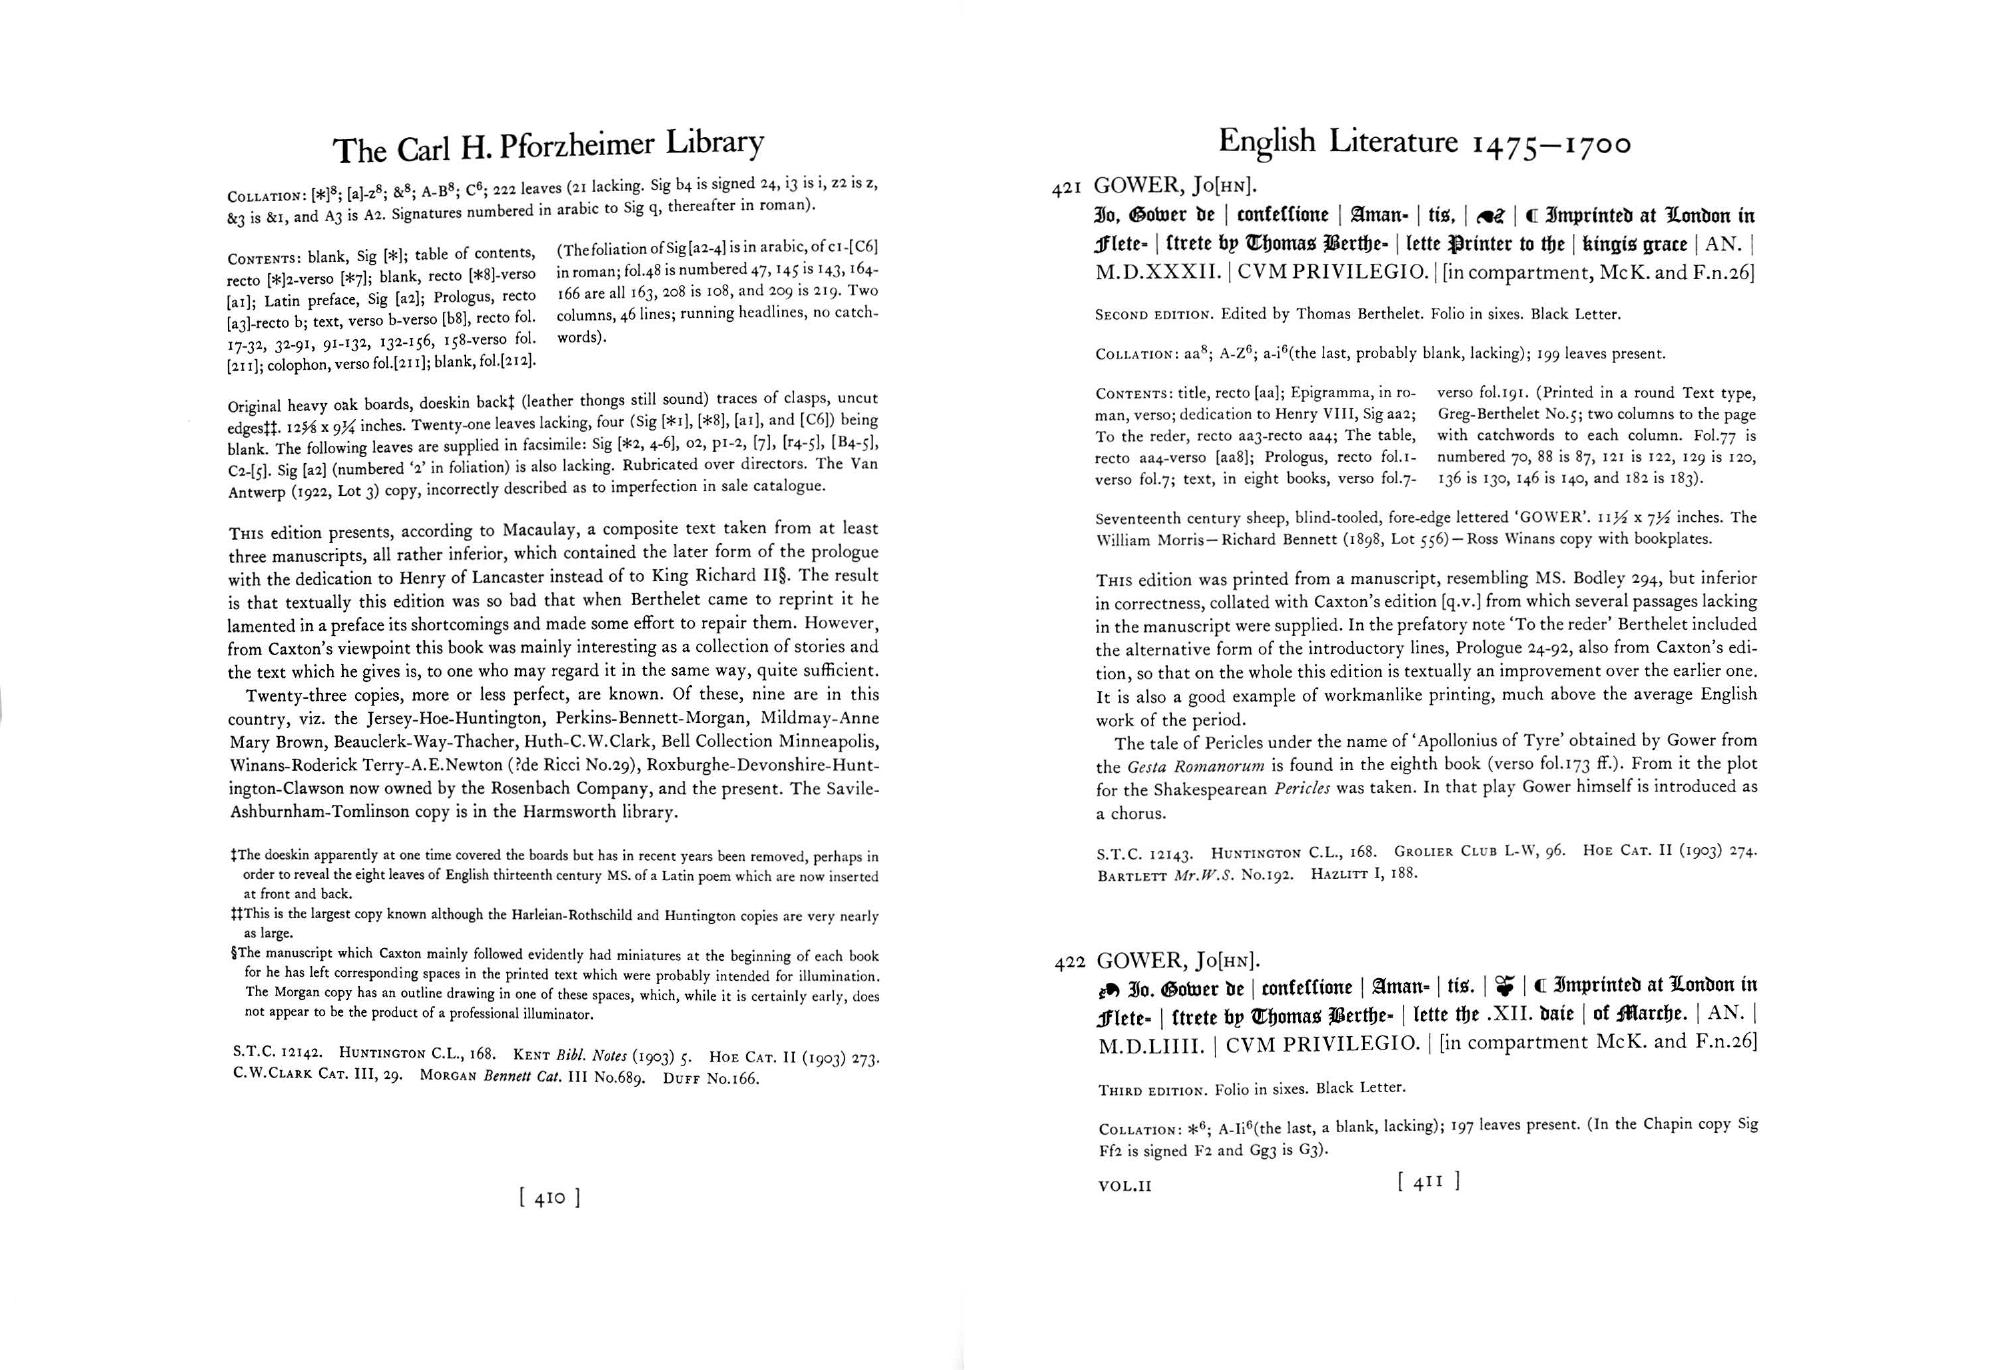 The Carl H. Pforzheimer Library
COLLATION: [*]⁸; [a]-z⁸; &⁸; A-B⁸; C⁶; 222 leaves (21 lacking. Sig b4 is signed 24, i3 is i, z2 is z,
&3 is &1, and A3 is A2. Signatures numbered in arabic to Sig q, thereafter in roman).
CONTENTS: blank, Sig [*]; table of contents,
recto [*]2-verso [*7]; blank, recto [*8]-verso
[a1]; Latin preface, Sig [a2]; Prologus, recto
[a3]-recto b; text, verso b-verso [b8], recto fol.
17-32, 32-91, 91-132, 132-156, 158-verso fol.
[211]; colophon, verso fol.[211]; blank, fol.[212].
(The foliation of Sig [a2-4] is in arabic, of c1-[C6]
in roman; fol.48 is numbered 47, 145 is 143, 164-
166 are all 163, 208 is 108, and 209 is 219. Two
columns, 46 lines; running headlines, no catch-
words).
Original heavy oak boards, doeskin back‡ (leather thongs still sound) traces of clasps, uncut
edges‡‡. 12⅝ x 9¼ inches. Twenty-one leaves lacking, four (Sig [*1], [*8], [a1], and [C6]) being
blank. The following leaves are supplied in facsimile: Sig [*2, 4-6], o2, p1-2, [7], [r4-5], [B4-5],
C2-[5]. Sig [a2] (numbered ‘2’ in foliation) is also lacking. Rubricated over directors. The Van
Antwerp (1922, Lot 3) copy, incorrectly described as to imperfection in sale catalogue.
THIS edition presents, according to Macaulay, a composite text taken from at least
three manuscripts, all rather inferior, which contained the later form of the prologue
with the dedication to Henry of Lancaster instead of to King Richard II§. The result
is that textually this edition was so bad that when Berthelet came to reprint it he
lamented in a preface its shortcomings and made some effort to repair them. However,
from Caxton’s viewpoint this book was mainly interesting as a collection of stories and
the text which he gives is, to one who may regard it in the same way, quite sufficient.
Twenty-three copies, more or less perfect, are known. Of these, nine are in this
country, viz. the Jersey-Hoe-Huntington, Perkins-Bennett-Morgan, Mildmay-Anne
Mary Brown, Beauclerk-Way-Thacher, Huth-C.W.Clark, Bell Collection Minneapolis,
Winans-Roderick Terry-A.E.Newton (?de Ricci No.29), Roxburghe-Devonshire-Hunt-
ington-Clawson now owned by the Rosenbach Company, and the present. The Savile-
Ashburnham-Tomlinson copy is in the Harmsworth library.
‡The doeskin apparently at one time covered the boards but has in recent years been removed, perhaps in
order to reveal the eight leaves of English thirteenth century MS. of a Latin poem which are now inserted
at front and back.
‡‡This is the largest copy known although the Harleian-Rothschild and Huntington copies are very nearly
as large.
§The manuscript which Caxton mainly followed evidently had miniatures at the beginning of each book
for he has left corresponding spaces in the printed text which were probably intended for illumination.
The Morgan copy has an outline drawing in one of these spaces, which, while it is certainly early, does
not appear to be the product of a professional illuminator.
S.T.C. 12142. HUNTINGTON C.L., 168. KENT Bibl. Notes (1903) 5. HOE CAT. II (1903) 273.
C.W.CLARK CAT. III, 29. MORGAN Bennett Cat. III No.689. DUFF No.166.
[ 410 ]
English Literature 1475–1700
421 GOWER, JO[HN].
Jo, Gower de | confeſſione | Aman- | tis, | ❧ | ¶ Imprinted at London in
Flete- | ſtrete by Thomas Berthe- | lette Printer to the | kingis grace | AN. |
M.D.XXXII. | CVM PRIVILEGIO. | [in compartment, McK. and F.n.26]
SECOND EDITION. Edited by Thomas Berthelet. Folio in sixes. Black Letter.
COLLATION: aa⁸; A-Z⁶; a-i⁶(the last, probably blank, lacking); 199 leaves present.
CONTENTS: title, recto [aa]; Epigramma, in ro-
man, verso; dedication to Henry VIII, Sig aa2;
To the reder, recto aa3-recto aa4; The table,
recto aa4-verso [aa8]; Prologus, recto fol.1-
verso fol.7; text, in eight books, verso fol.7-
verso fol.191. (Printed in a round Text type,
Greg-Berthelet No.5; two columns to the page
with catchwords to each column. Fol.77 is
numbered 70, 88 is 87, 121 is 122, 129 is 120,
136 is 130, 146 is 140, and 182 is 183).
Seventeenth century sheep, blind-tooled, fore-edge lettered ‘GOWER’. 11½ x 7½ inches. The
William Morris—Richard Bennett (1898, Lot 556)—Ross Winans copy with bookplates.
THIS edition was printed from a manuscript, resembling MS. Bodley 294, but inferior
in correctness, collated with Caxton’s edition [q.v.] from which several passages lacking
in the manuscript were supplied. In the prefatory note ‘To the reder’ Berthelet included
the alternative form of the introductory lines, Prologue 24-92, also from Caxton’s edi-
tion, so that on the whole this edition is textually an improvement over the earlier one.
It is also a good example of workmanlike printing, much above the average English
work of the period.
The tale of Pericles under the name of ‘Apollonius of Tyre’ obtained by Gower from
the Gesta Romanorum is found in the eighth book (verso fol.173 ff.). From it the plot
for the Shakespearean Pericles was taken. In that play Gower himself is introduced as
a chorus.
S.T.C. 12143. HUNTINGTON C.L., 168. GROLIER CLUB L-W, 96. HOE CAT. II (1903) 274.
BARTLETT Mr.W.S. No.192. HAZLITT I, 188.
422 GOWER, JO[HN].
❧ Jo. Gower de | confeſſione | Aman- | tis. | ❦ | ¶ Imprinted at London in
Flete- | ſtrete by Thomas Berthe- | lette the .XII. daie | of Marche. | AN. |
M.D.LIIII. | CVM PRIVILEGIO. | [in compartment McK. and F.n.26]
THIRD EDITION. Folio in sixes. Black Letter.
COLLATION: *⁶; A-Ii⁶(the last, a blank, lacking); 197 leaves present. (In the Chapin copy Sig
Ff2 is signed F2 and Gg3 is G3).
VOL.II
[ 411 ]